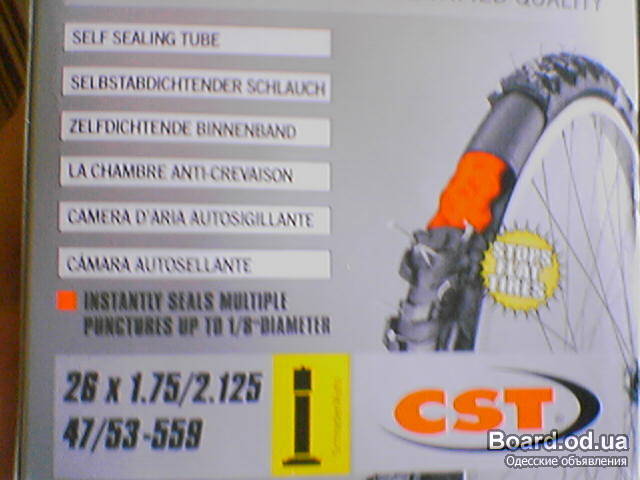 QUALITY
SELF SEALING TUBE
SELBSTABDICHTENDER SCHLAUCH
ZELFDICHTENDE BINNENBAND
LA CHAMBRE ANTI-CREVAISON
CAMERA D'ARIA AUTOSIGILLANTE
CÁMARA AUTOSELLANTE
STOPS
FLAT
TIRES
INSTANTLY SEALS MULTIPLE
PUNCTURES UP TO 1/8"DIAMETER
26 x 1.75/2.125
47/53-559
CST®
Board.od.ua
Одесские объявления